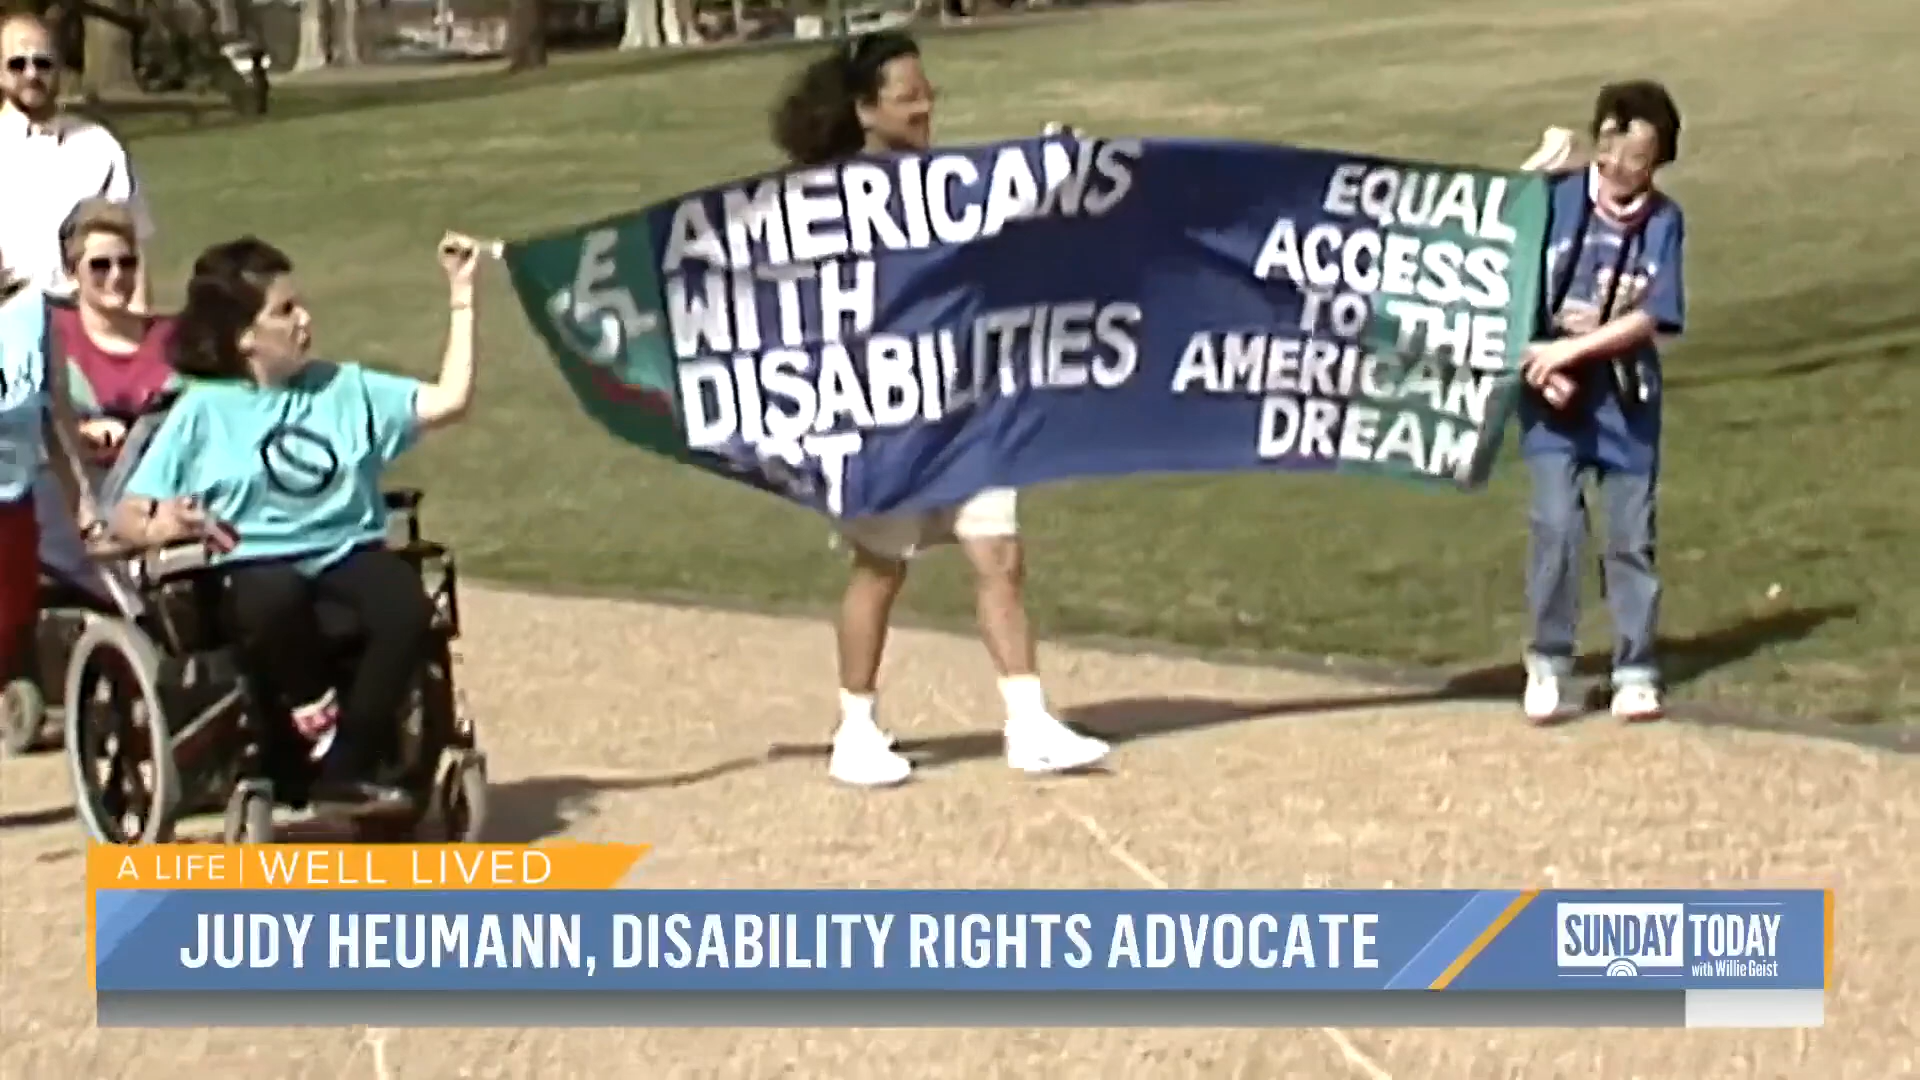 AMERICANS
WITH
DISABILITIES
EQUAL
ACCESS
TO THE
AMERICAN
DREAM
A LIFE | WELL LIVED
JUDY HEUMANN, DISABILITY RIGHTS ADVOCATE
SUNDAY TODAY
with Willie Geist